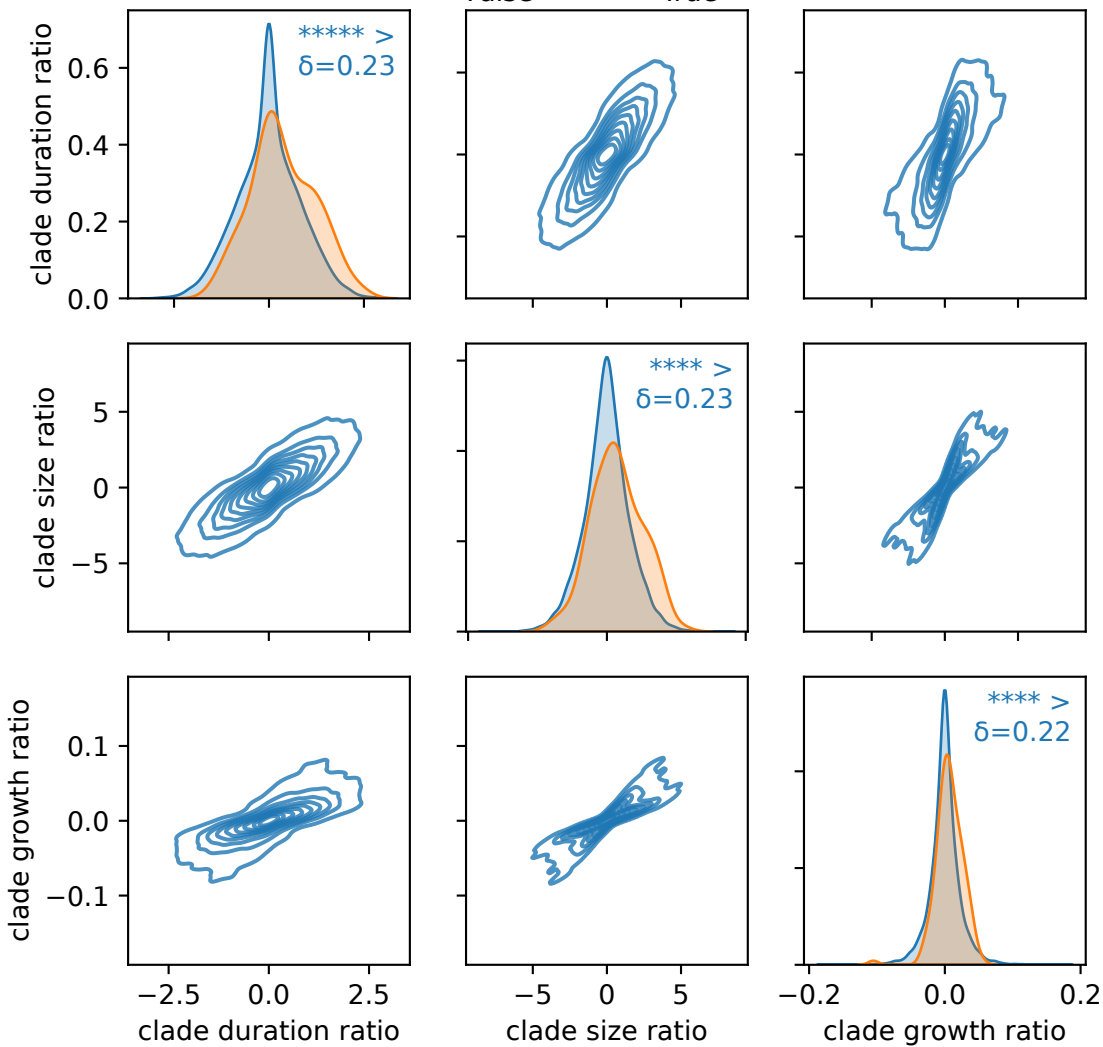 ***** >
δ=0.23
clade duration ratio
0.6
0.4
0.2
0.0
**** >
δ=0.23
clade size ratio
5
0
−5
**** >
δ=0.22
clade growth ratio
0.1
0.0
−0.1
−2.5 0.0 2.5
−5 0 5
−0.2 0.0 0.2
clade duration ratio
clade size ratio
clade growth ratio